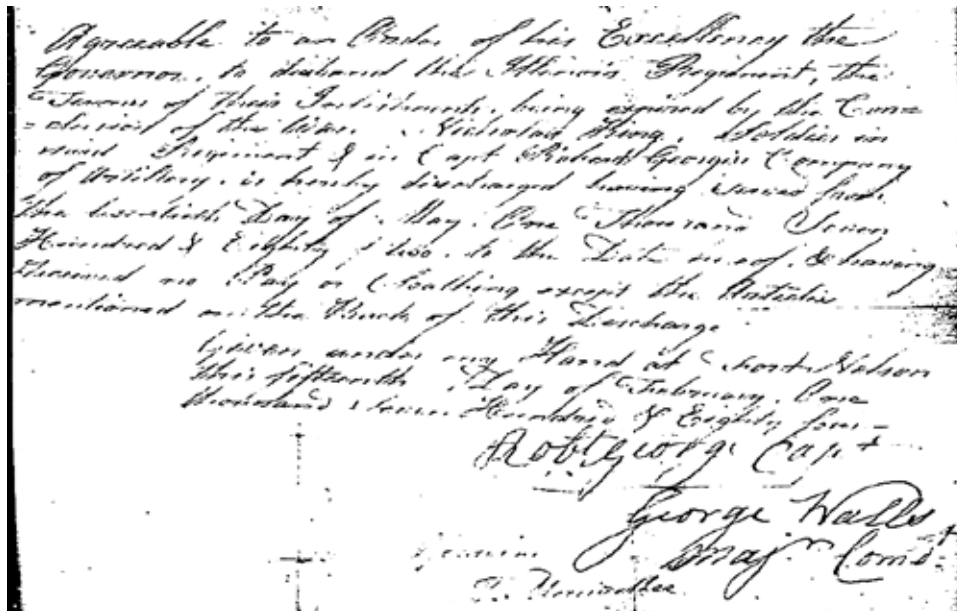 Agreeable to an Order of his Excellency the
Governor, to disband the Illinois Regiment, the
Terms of their Inlistments, being expired by the Con=
=clusion of the War. Nicholas King, Soldier in
said Regiment & in Capt Robert George's Company
of Artillery, is hereby discharged having served from
the twentieth Day of May, One Thousand Seven
Hundred & Eighty two, to the Date &having
Received no Pay or Cloathing except the Articles
mentioned on the Back of this Discharge
Given under my Hand at Fort Nelson
this fifteenth Day of February, One
thousand seven Hundred & Eighty four-
Robt George Capt
George Walls
Majr Comdt